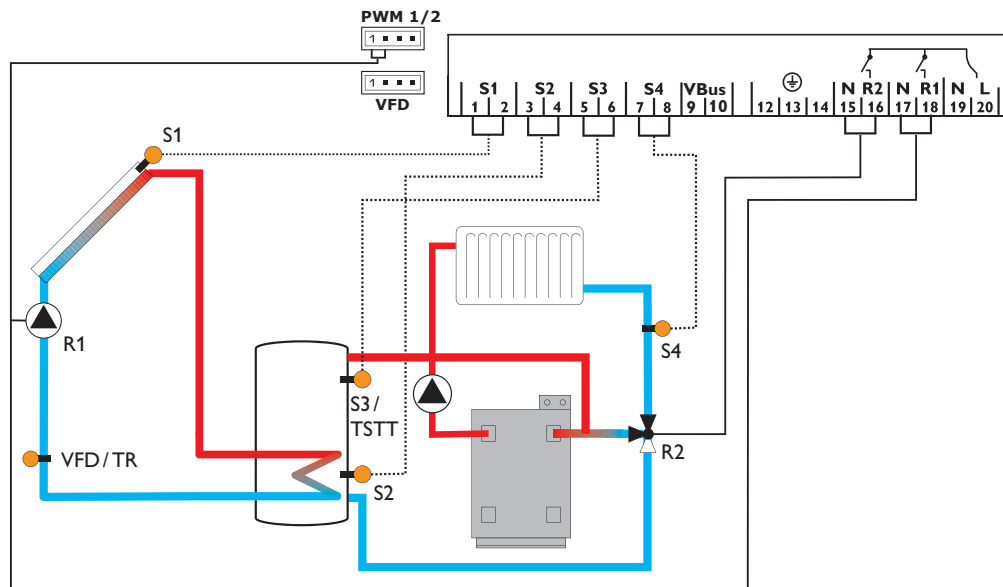 PWM 1/2
1
VFD
S1 S2 S3 S4 VBus N R2 N R1 N L
1 2 3 4 5 6 7 8 9 10 12 13 14 15 16 17 18 19 20
S1
R1
VFD / TR
S3 /
TSTT
S2
S4
R2